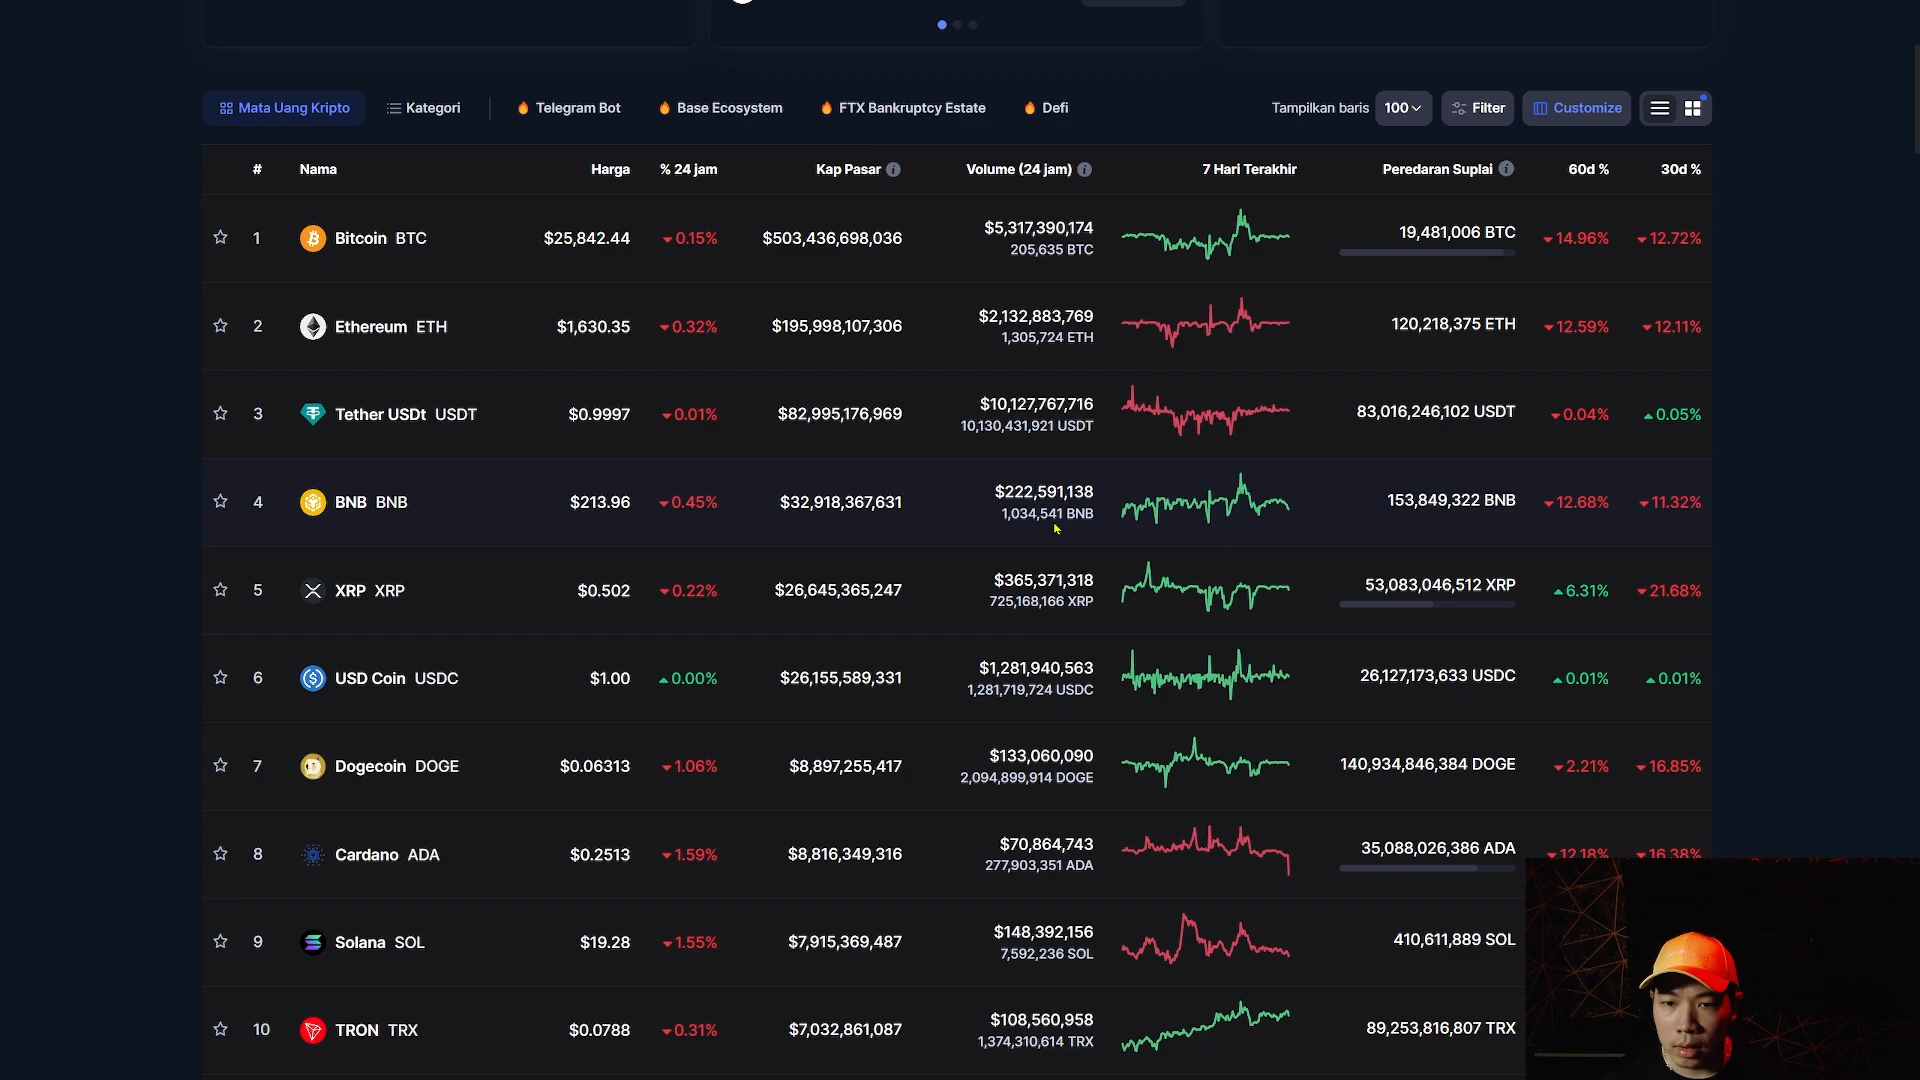 Mata Uang Kripto Kategori Telegram Bot Base Ecosystem FTX Bankruptcy Estate Defi Tampilkan baris 100 Filter Customize
# Nama Harga % 24 jam Kap Pasar Volume (24 jam) 7 Hari Terakhir Peredaran Suplai 60d % 30d %
1 Bitcoin BTC $25,842.44 0.15% $503,436,698,036 $5,317,390,174 19,481,006 BTC 14.96% 12.72%
205,635 BTC
2 Ethereum ETH $1,630.35 0.32% $195,998,107,306 $2,132,883,769 120,218,375 ETH 12.59% 12.11%
1,305,724 ETH
3 Tether USDt USDT $0.9997 0.01% $82,995,176,969 $10,127,767,716 83,016,246,102 USDT 0.04% 0.05%
10,130,431,921 USDT
4 BNB BNB $213.96 0.45% $32,918,367,631 $222,591,138 153,849,322 BNB 12.68% 11.32%
1,034,541 BNB
5 XRP XRP $0.502 0.22% $26,645,365,247 $365,371,318 53,083,046,512 XRP 6.31% 21.68%
725,168,166 XRP
6 USD Coin USDC $1.00 0.00% $26,155,589,331 $1,281,940,563 26,127,173,633 USDC 0.01% 0.01%
1,281,719,724 USDC
7 Dogecoin DOGE $0.06313 1.06% $8,897,255,417 $133,060,090 140,934,846,384 DOGE 2.21% 16.85%
2,094,899,914 DOGE
8 Cardano ADA $0.2513 1.59% $8,816,349,316 $70,864,743 35,088,026,386 ADA 12.18% 16.38%
277,903,351 ADA
9 Solana SOL $19.28 1.55% $7,915,369,487 $148,392,156 410,611,889 SOL
7,592,236 SOL
10 TRON TRX $0.0788 0.31% $7,032,861,087 $108,560,958 89,253,816,807 TRX
1,374,310,614 TRX